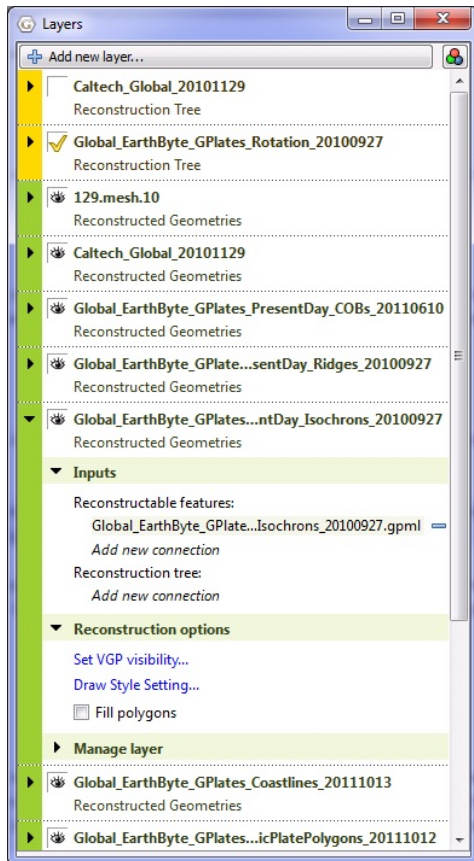 Layers
Add new layer...
Caltech_Global_20101129
Reconstruction Tree
Global_EarthByte_GPlates_Rotation_20100927
Reconstruction Tree
129.mesh.10
Reconstructed Geometries
Caltech_Global_20101129
Reconstructed Geometries
Global_EarthByte_GPlates_PresentDay_COBs_20110610
Reconstructed Geometries
Global_EarthByte_GPlate...sentDay_Ridges_20100927
Reconstructed Geometries
Global_EarthByte_GPlates...ntDay_Isochrons_20100927
Reconstructed Geometries
Inputs
Reconstructable features:
Global_EarthByte_GPlate...Isochrons_20100927.gpml
Add new connection
Reconstruction tree:
Add new connection
Reconstruction options
Set VGP visibility...
Draw Style Setting...
Fill polygons
Manage layer
Global_EarthByte_GPlates_Coastlines_20111013
Reconstructed Geometries
Global_EarthByte_GPlates...icPlatePolygons_20111012